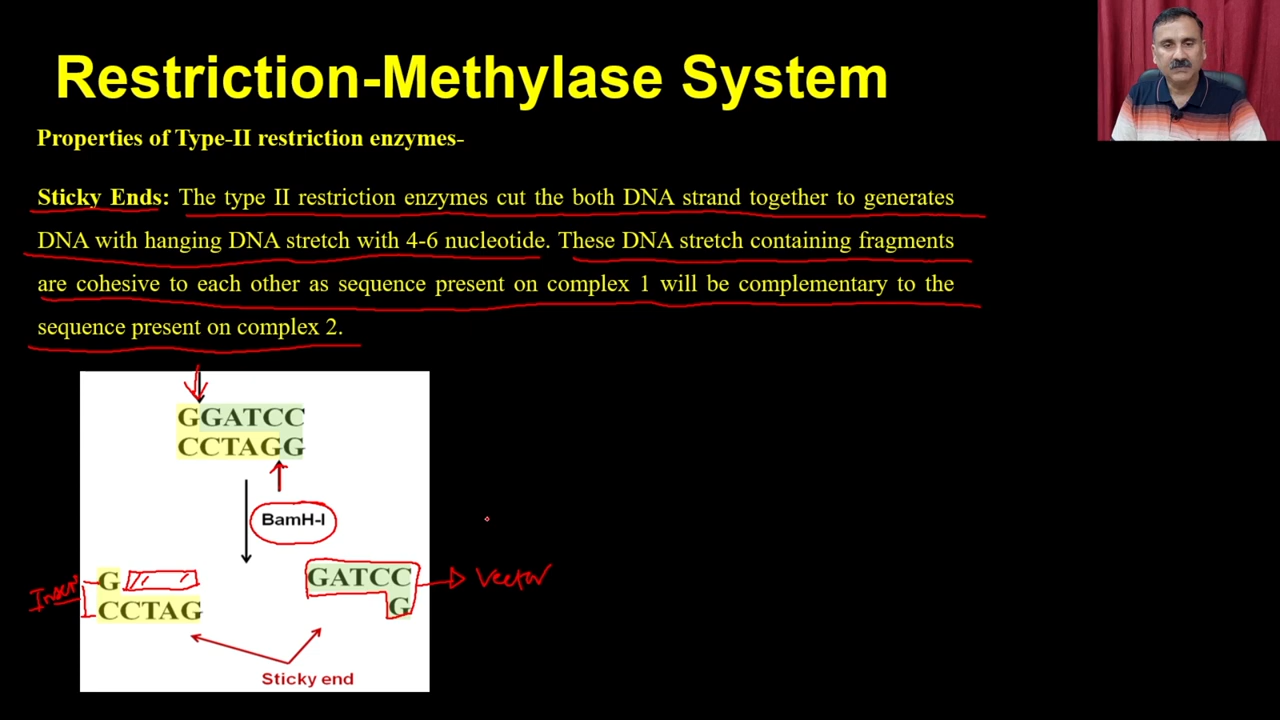 Restriction-Methylase System
Properties of Type-II restriction enzymes-
Sticky Ends: The type II restriction enzymes cut the both DNA strand together to generates
DNA with hanging DNA stretch with 4-6 nucleotide. These DNA stretch containing fragments
are cohesive to each other as sequence present on complex 1 will be complementary to the
sequence present on complex 2.
GGATCC
CCTAGG
BamH-I
G
CCTAG
Insert
GATCC
G
Vector
Sticky end